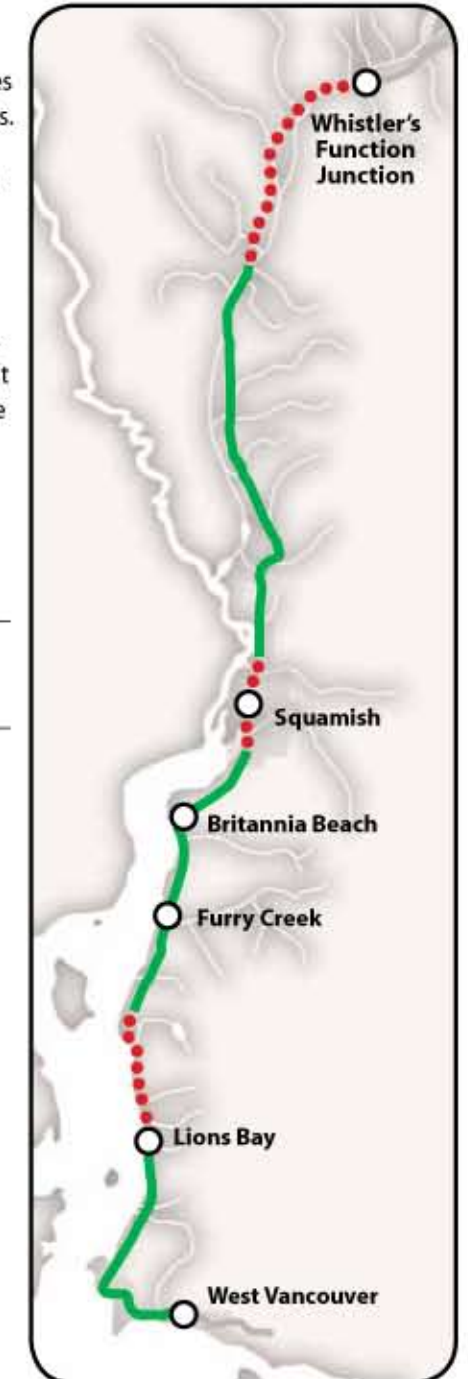 s.
t
Whistler's
Function
Junction
Squamish
Britannia Beach
Furry Creek
Lions Bay
West Vancouver